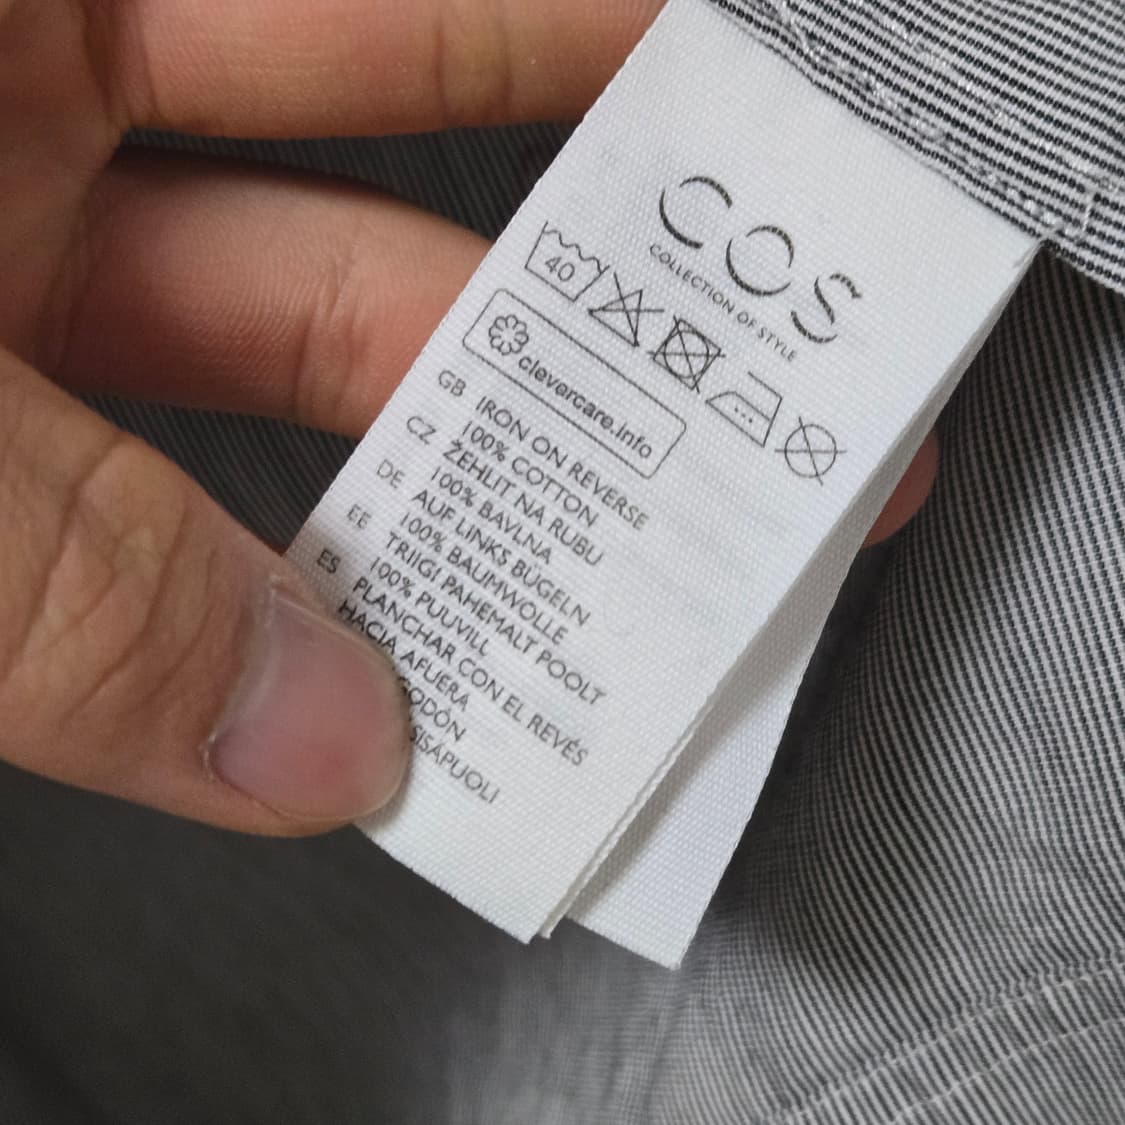 COS
COLLECTION OF STYLE
40
clevercare.info
GB IRON ON REVERSE
100% COTTON
CZ ŽEHLIT NA RUBU
100% BAVLNA
DE AUF LINKS BÜGELN
100% BAUMWOLLE
EE TRIIGI PAHEMALT POOLT
100% PUUVILL
ES PLANCHAR CON EL REVÉS
HACIA AFUERA